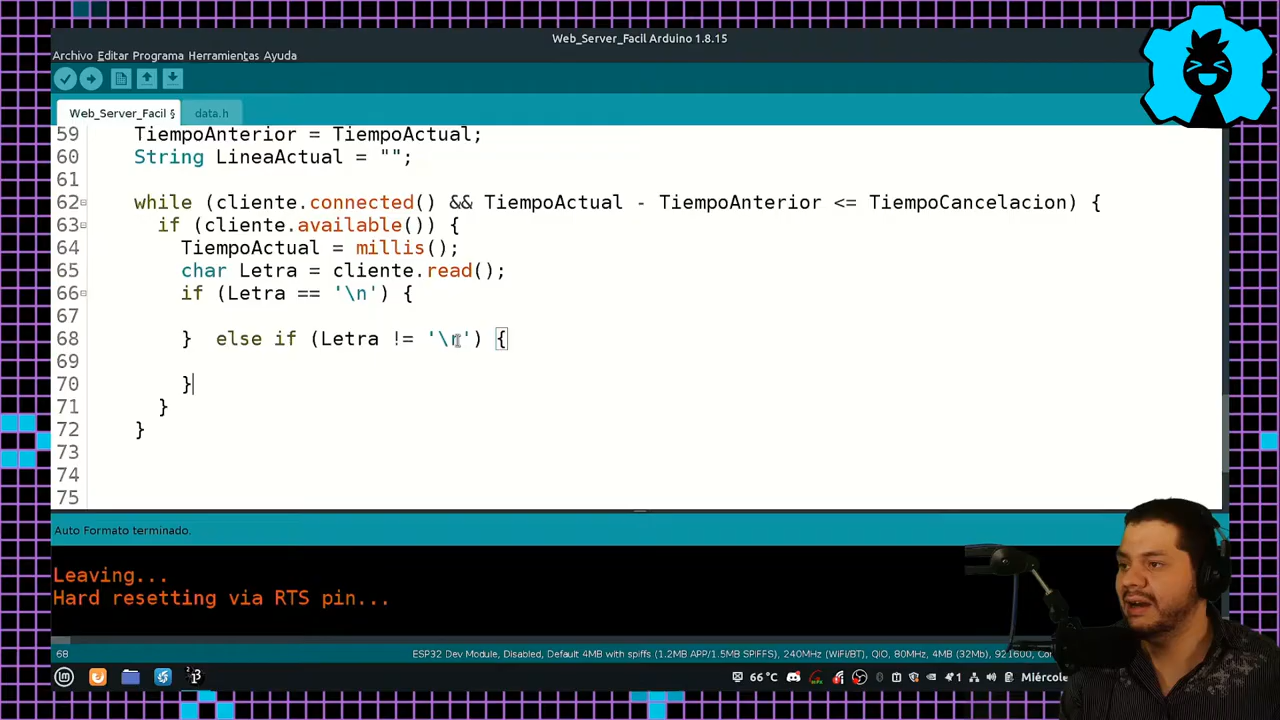 Web_Server_Facil Arduino 1.8.15
Archivo Editar Programa Herramientas Ayuda
Web_Server_Facil § data.h
59 TiempoAnterior = TiempoActual;
60 String LineaActual = "";
61
62 while (cliente.connected() && TiempoActual - TiempoAnterior <= TiempoCancelacion) {
63 if (cliente.available()) {
64 TiempoActual = millis();
65 char Letra = cliente.read();
66 if (Letra == '\n') {
67
68 } else if (Letra != '\r') {
69
70 }
71 }
72 }
73
74
75
Auto Formato terminado.
Leaving...
Hard resetting via RTS pin...
68 ESP32 Dev Module, Disabled, Default 4MB with spiffs (1.2MB APP/1.5MB SPIFFS), 240MHz (WiFi/BT), QIO, 80MHz, 4MB (32Mb), 921600,
66°C 1 Miércole